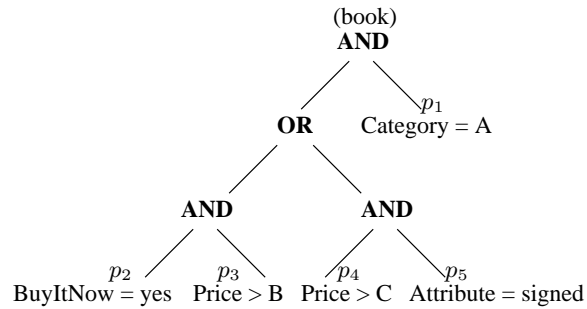 (book)
AND
p1
OR
Category = A
AND
AND
p2
p3
p4
p5
BuyItNow = yes
Price > B
Price > C
Attribute = signed